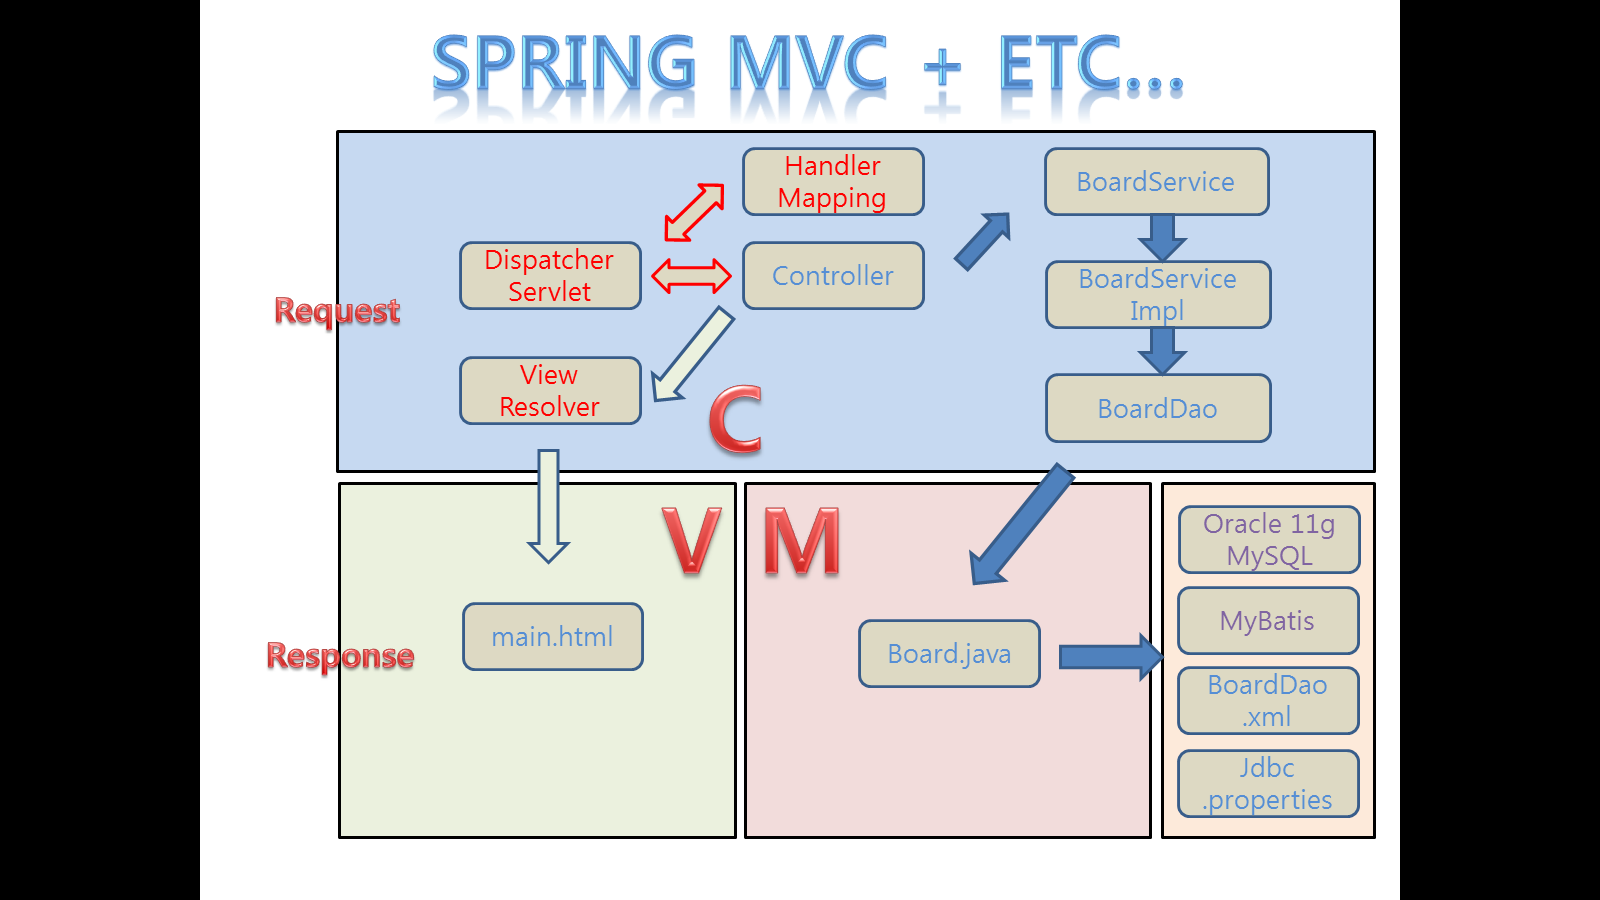 SPRING MVC + ETC...
Handler
Mapping
BoardService
Dispatcher
Servlet
Controller
BoardService
Impl
Request
View
Resolver
C
BoardDao
V
M
Oracle 11g
MySQL
main.html
Board.java
MyBatis
Response
BoardDao
.xml
Jdbc
.properties